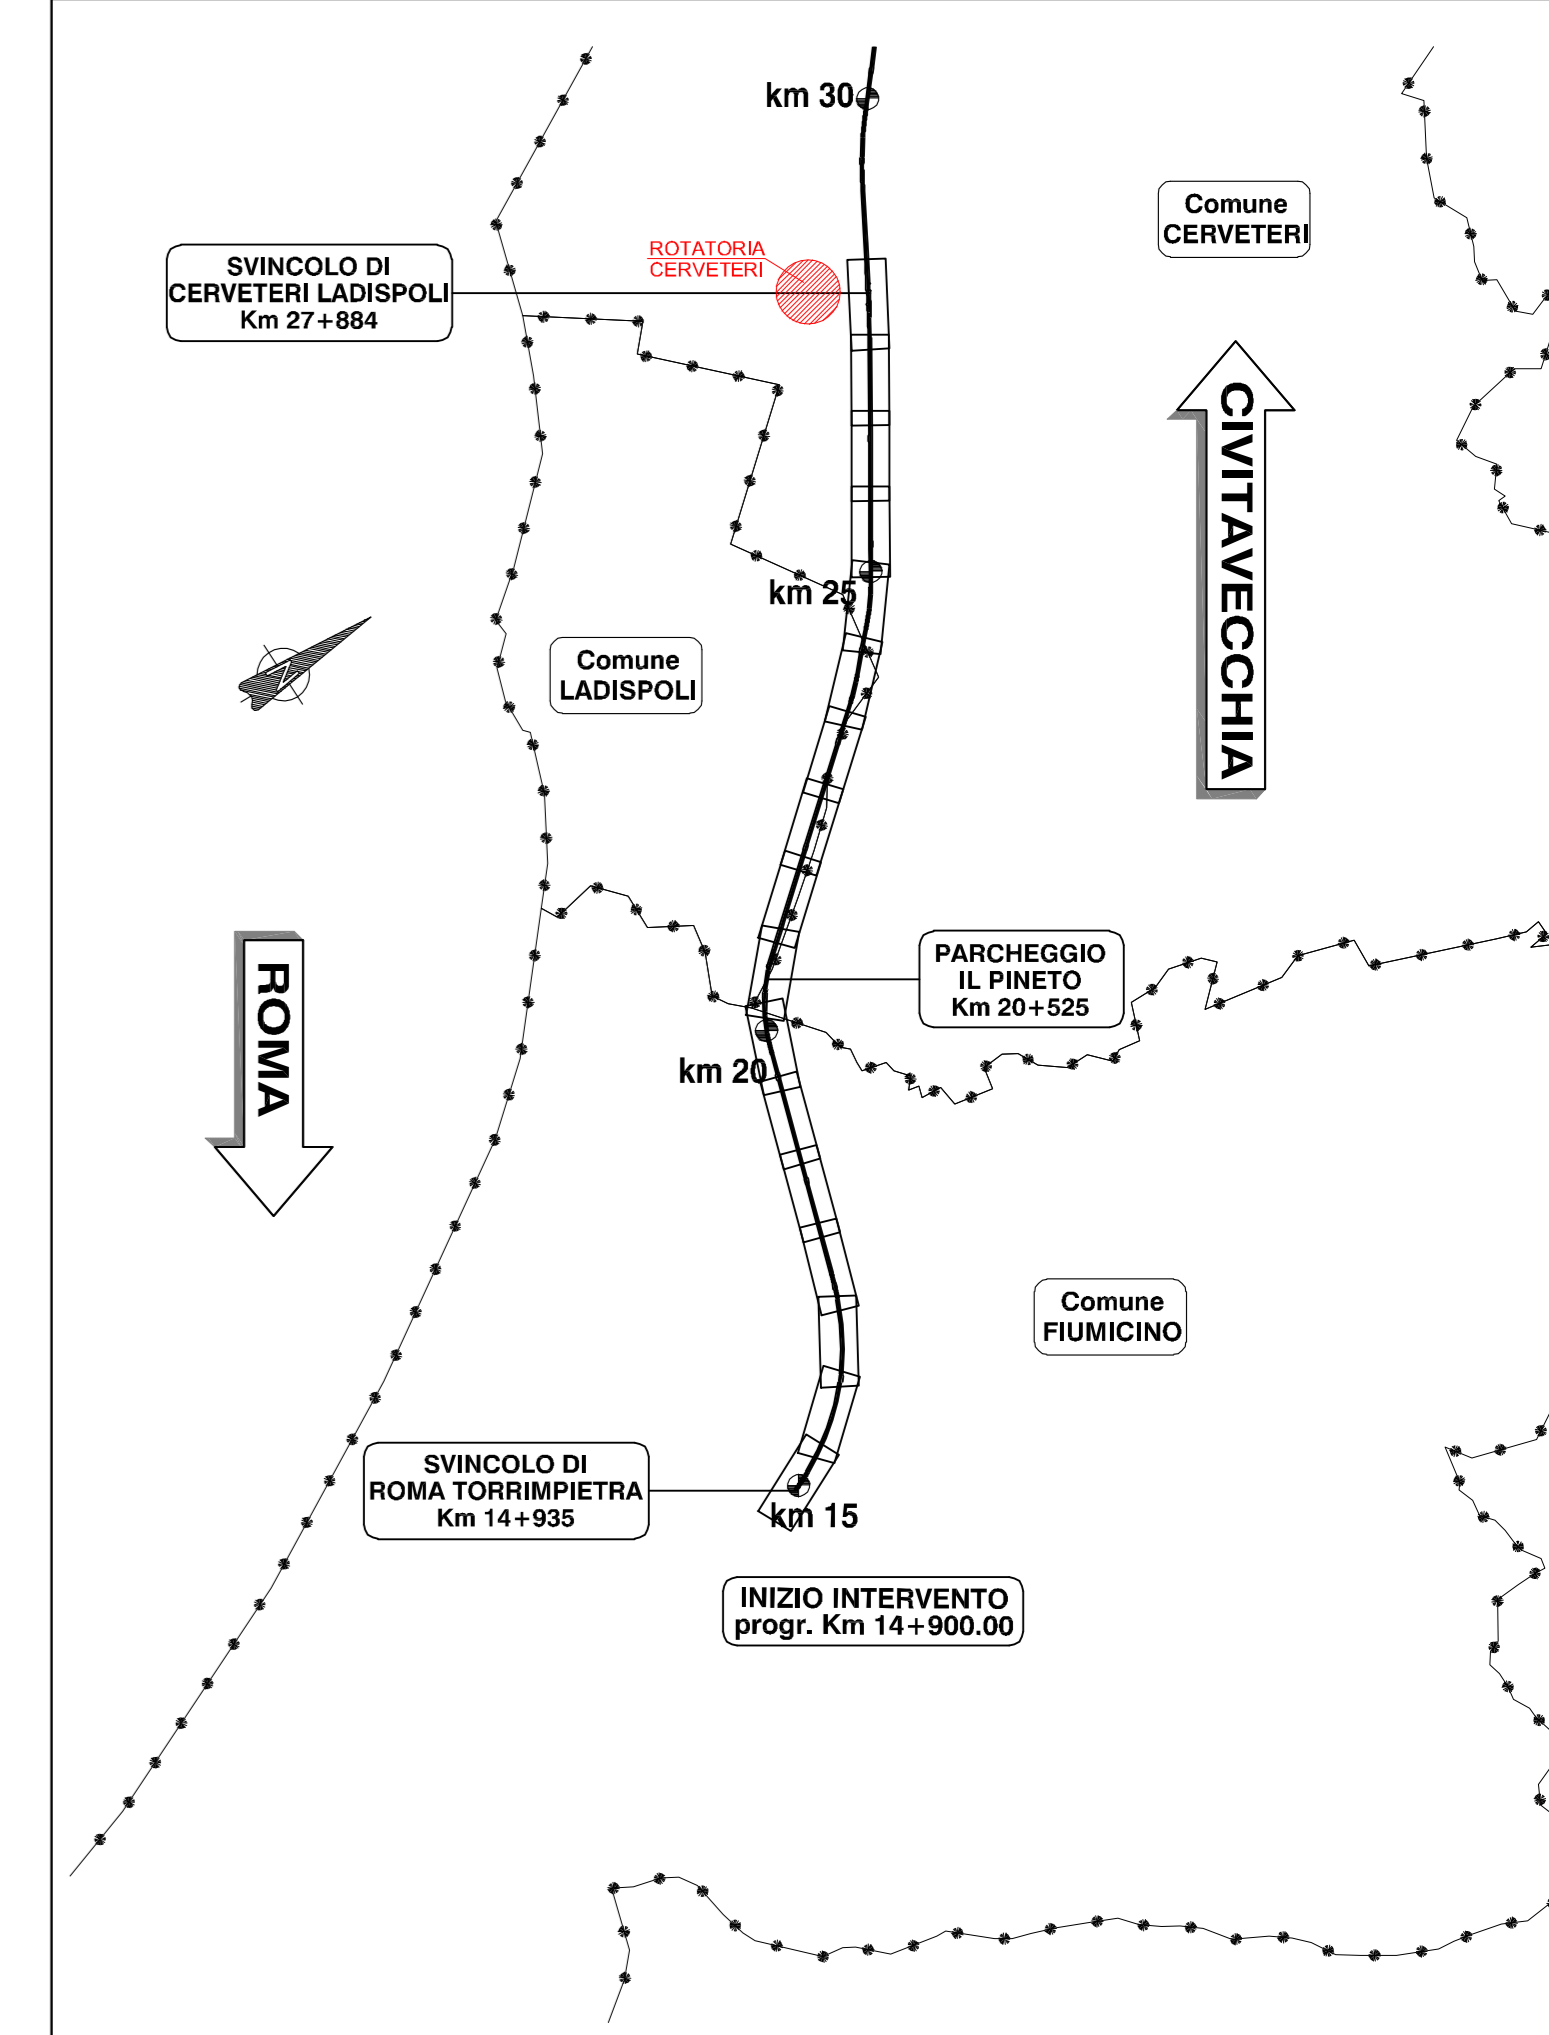 km 30
Comune
CERVETERI
ROTATORIA
CERVETERI
SVINCOLO DI
CERVETERI LADISPOLI
Km 27+884
CIVITAVECCHIA
km 25
Comune
LADISPOLI
Z
ROMA
PARCHEGGIO
IL PINETO
Km 20+525
km 20
Comune
FIUMICINO
SVINCOLO DI
ROMA TORRIMPIETRA
Km 14+935
km 15
INIZIO INTERVENTO
progr. Km 14+900.00